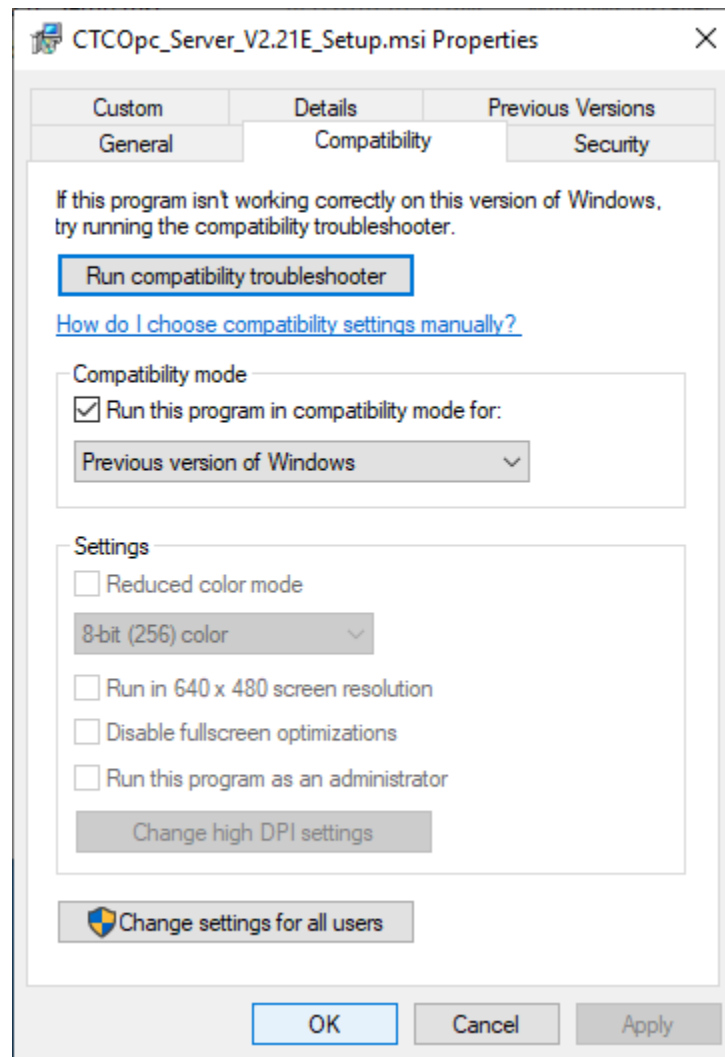 CTCOpc_Server_V2.21E_Setup.msi Properties
Custom
Details
Previous Versions
General
Compatibility
Security
If this program isn't working correctly on this version of Windows,
try running the compatibility troubleshooter.
Run compatibility troubleshooter
How do I choose compatibility settings manually?
Compatibility mode
Run this program in compatibility mode for:
Previous version of Windows
Settings
Reduced color mode
8-bit (256) color
Run in 640 x 480 screen resolution
Disable fullscreen optimizations
Run this program as an administrator
Change high DPI settings
Change settings for all users
OK
Cancel
Apply